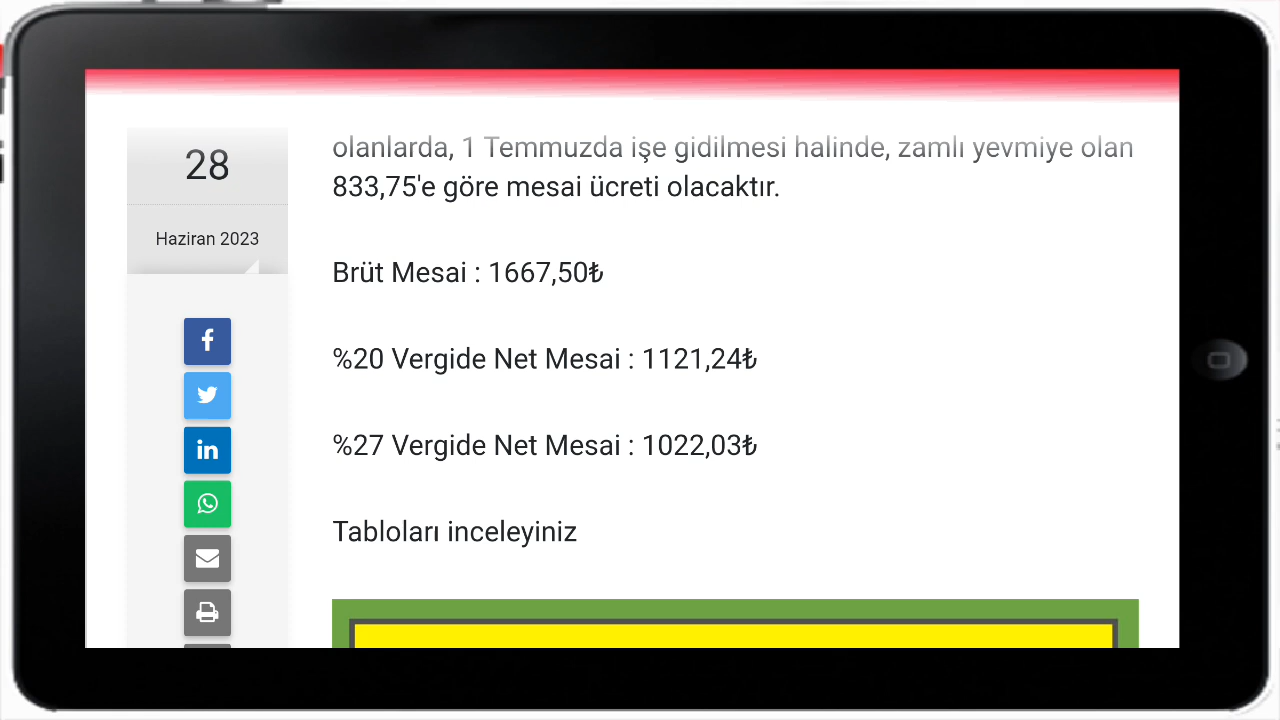 28
Haziran 2023
olanlarda, 1 Temmuzda işe gidilmesi halinde, zamlı yevmiye olan
833,75'e göre mesai ücreti olacaktır.
Brüt Mesai : 1667,50₺
%20 Vergide Net Mesai : 1121,24₺
%27 Vergide Net Mesai : 1022,03₺
Tabloları inceleyiniz